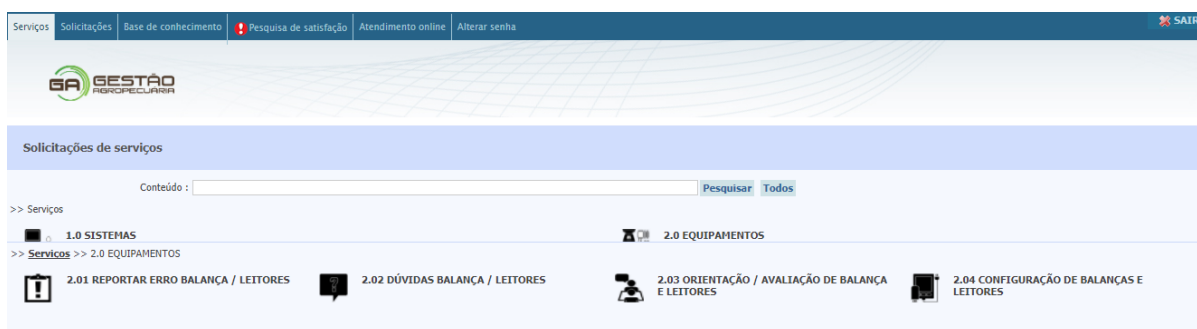 Serviços Solicitações Base de conhecimento Pesquisa de satisfação Atendimento online Alterar senha SAIR
GA GESTÃO
AGROPECUÁRIA
Solicitações de serviços
Conteúdo : Pesquisar Todos
>> Serviços
1.0 SISTEMAS 2.0 EQUIPAMENTOS
>> Serviços >> 2.0 EQUIPAMENTOS
2.01 REPORTAR ERRO BALANÇA / LEITORES 2.02 DÚVIDAS BALANÇA / LEITORES 2.03 ORIENTAÇÃO / AVALIAÇÃO DE BALANÇA 2.04 CONFIGURAÇÃO DE BALANÇAS E
E LEITORES LEITORES